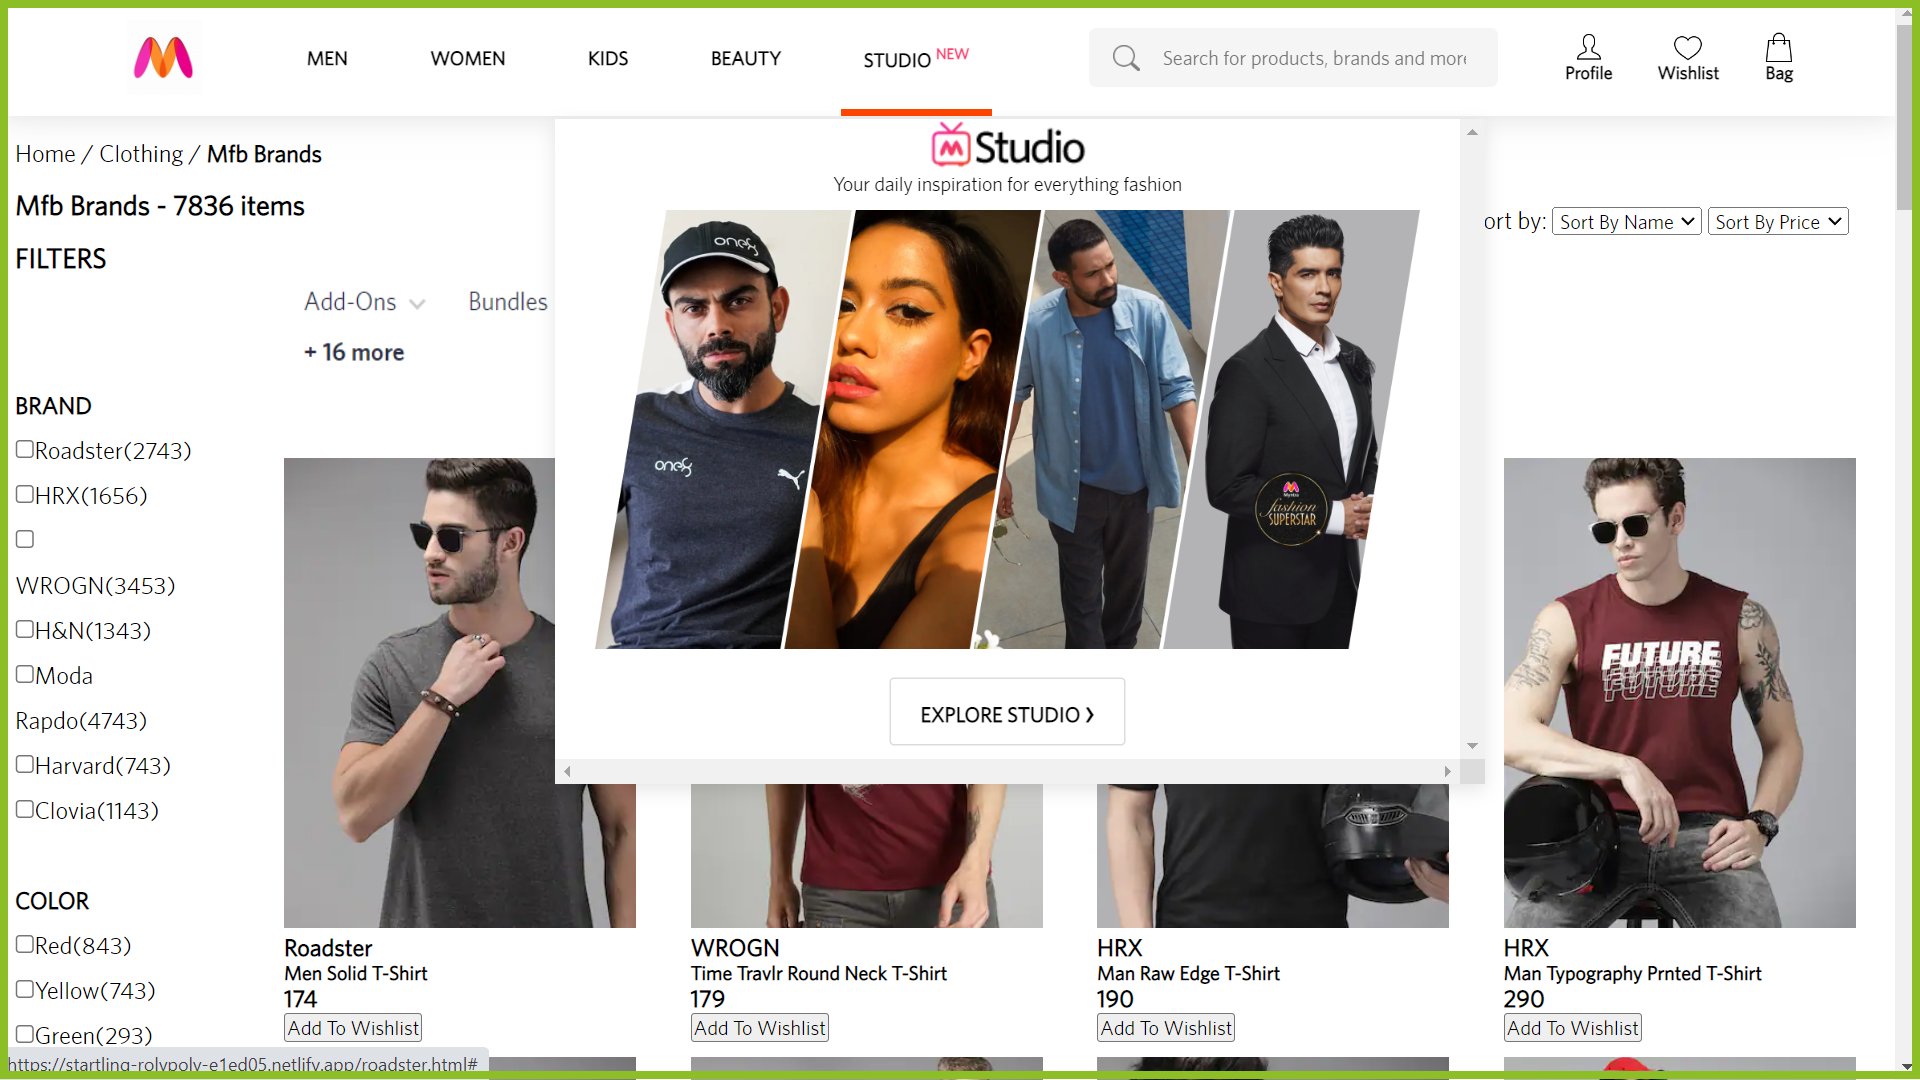 MEN
WOMEN
KIDS
BEAUTY
STUDIO NEW
Search for products, brands and more
Profile
Wishlist
Bag
Home / Clothing / Mfb Brands
Mfb Brands - 7836 items
ort by: Sort By Name Sort By Price
FILTERS
Add-Ons
Bundles
+ 16 more
Studio
Your daily inspiration for everything fashion
one8
one8
Myntra
fashion
SUPERSTAR
EXPLORE STUDIO ›
BRAND
Roadster(2743)
HRX(1656)
WROGN(3453)
H&N(1343)
Moda
Rapdo(4743)
Harvard(743)
Clovia(1143)
COLOR
Red(843)
Yellow(743)
Green(293)
FUTURE
FUTURE
FUTURE
Roadster
Men Solid T-Shirt
174
Add To Wishlist
WROGN
Time Travlr Round Neck T-Shirt
179
Add To Wishlist
HRX
Man Raw Edge T-Shirt
190
Add To Wishlist
HRX
Man Typography Prnted T-Shirt
290
Add To Wishlist
https://startling-rolypoly-e1ed05.netlify.app/roadster.html#